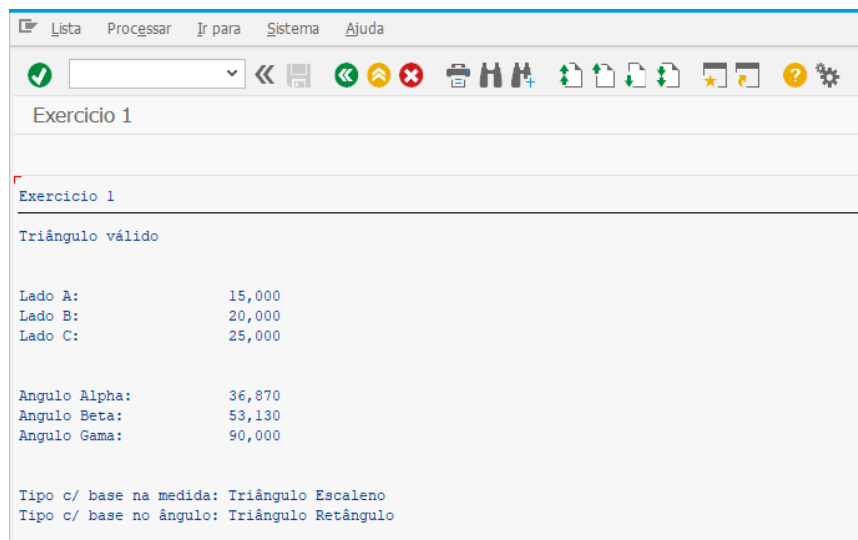 Lista Processar Ir para Sistema Ajuda
Exercicio 1
Exercicio 1
Triângulo válido
Lado A: 15,000
Lado B: 20,000
Lado C: 25,000
Angulo Alpha: 36,870
Angulo Beta: 53,130
Angulo Gama: 90,000
Tipo c/ base na medida: Triângulo Escaleno
Tipo c/ base no ângulo: Triângulo Retângulo